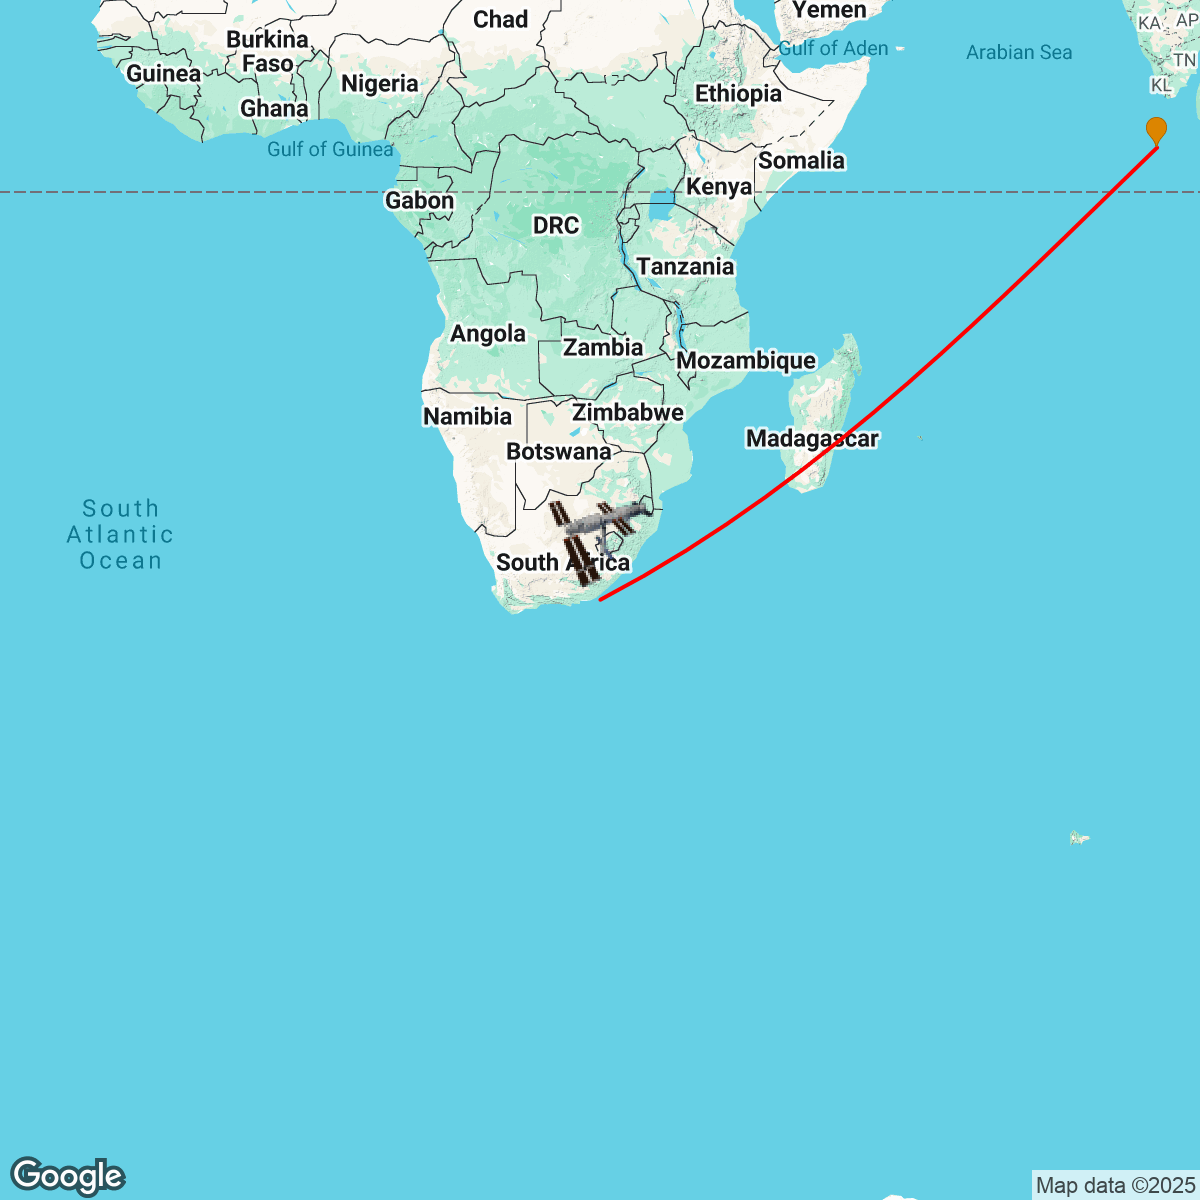 Yemen
Chad
KA
AP
Burkina
Faso
Gulf of Aden
Arabian Sea
TN
Guinea
Nigeria
Ethiopia
KL
Ghana
Gulf of Guinea
Somalia
Kenya
Gabon
DRC
Tanzania
Angola
Zambia
Mozambique
Namibia
Zimbabwe
Madagascar
Botswana
South
Atlantic
Ocean
South Africa
Google
Map data ©2025